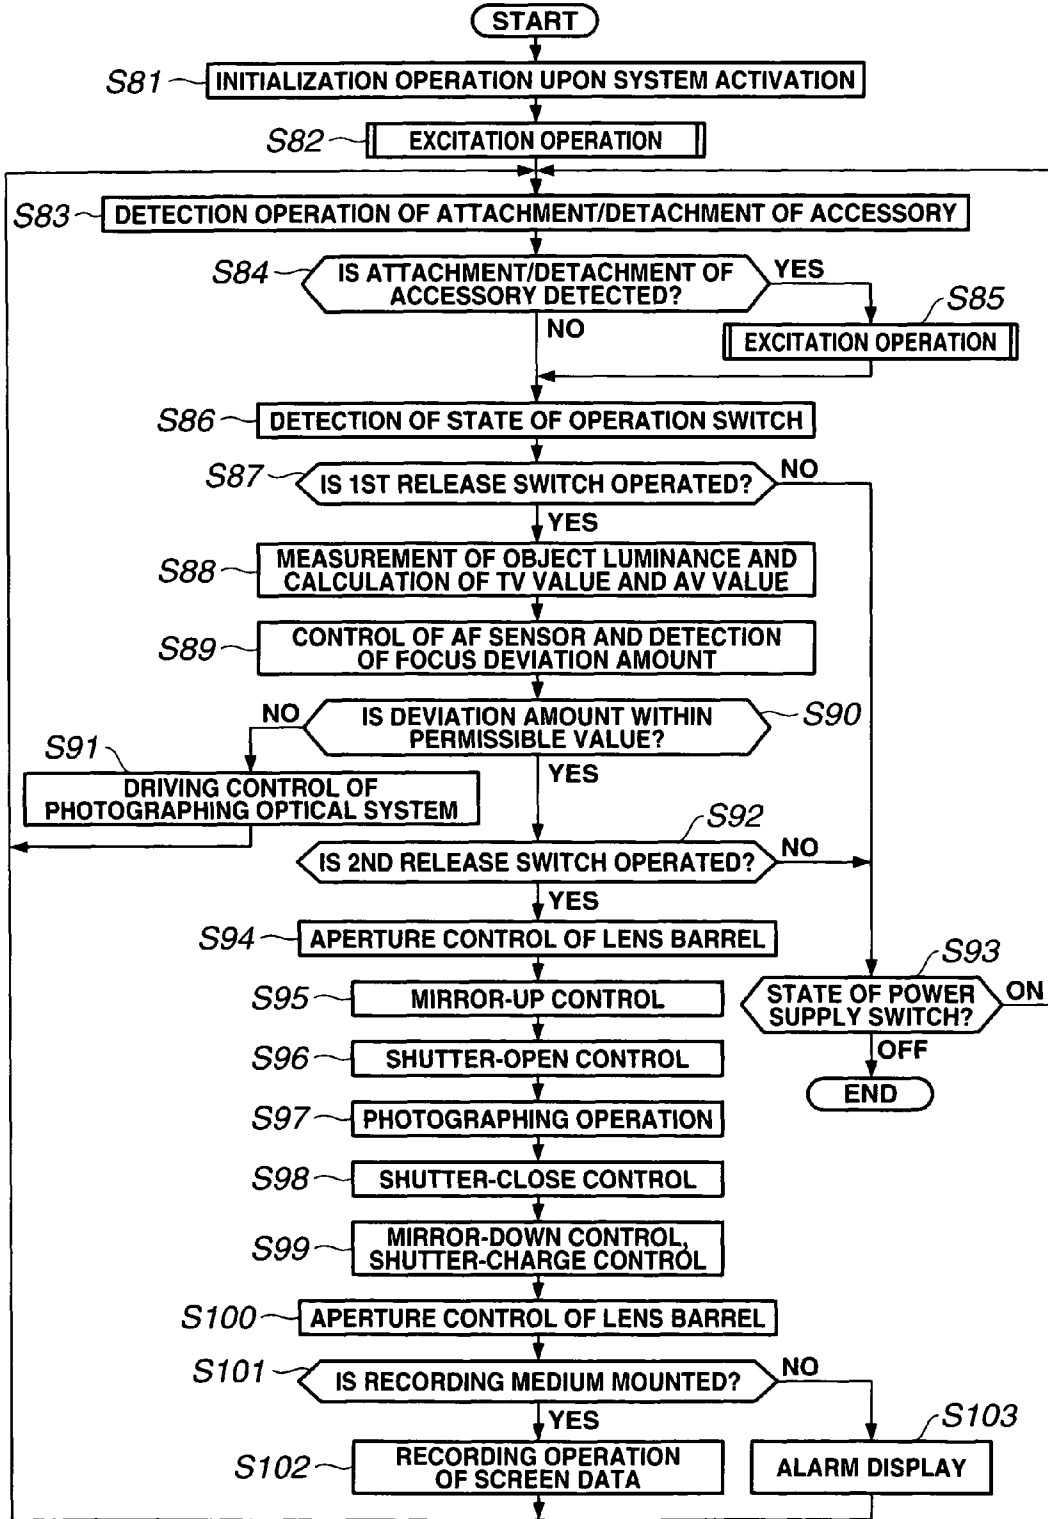 START
S81
INITIALIZATION OPERATION UPON SYSTEM ACTIVATION
S82
EXCITATION OPERATION
S83
DETECTION OPERATION OF ATTACHMENT/DETACHMENT OF ACCESSORY
S84
IS ATTACHMENT/DETACHMENT OF
ACCESSORY DETECTED?
YES
NO
S85
EXCITATION OPERATION
S86
DETECTION OF STATE OF OPERATION SWITCH
S87
IS 1ST RELEASE SWITCH OPERATED?
NO
YES
S88
MEASUREMENT OF OBJECT LUMINANCE AND
CALCULATION OF TV VALUE AND AV VALUE
S89
CONTROL OF AF SENSOR AND DETECTION
OF FOCUS DEVIATION AMOUNT
S90
IS DEVIATION AMOUNT WITHIN
PERMISSIBLE VALUE?
NO
YES
S91
DRIVING CONTROL OF
PHOTOGRAPHING OPTICAL SYSTEM
S92
IS 2ND RELEASE SWITCH OPERATED?
NO
YES
S94
APERTURE CONTROL OF LENS BARREL
S93
STATE OF POWER
SUPPLY SWITCH?
ON
OFF
END
S95
MIRROR-UP CONTROL
S96
SHUTTER-OPEN CONTROL
S97
PHOTOGRAPHING OPERATION
S98
SHUTTER-CLOSE CONTROL
S99
MIRROR-DOWN CONTROL,
SHUTTER-CHARGE CONTROL
S100
APERTURE CONTROL OF LENS BARREL
S101
IS RECORDING MEDIUM MOUNTED?
NO
YES
S102
RECORDING OPERATION
OF SCREEN DATA
S103
ALARM DISPLAY